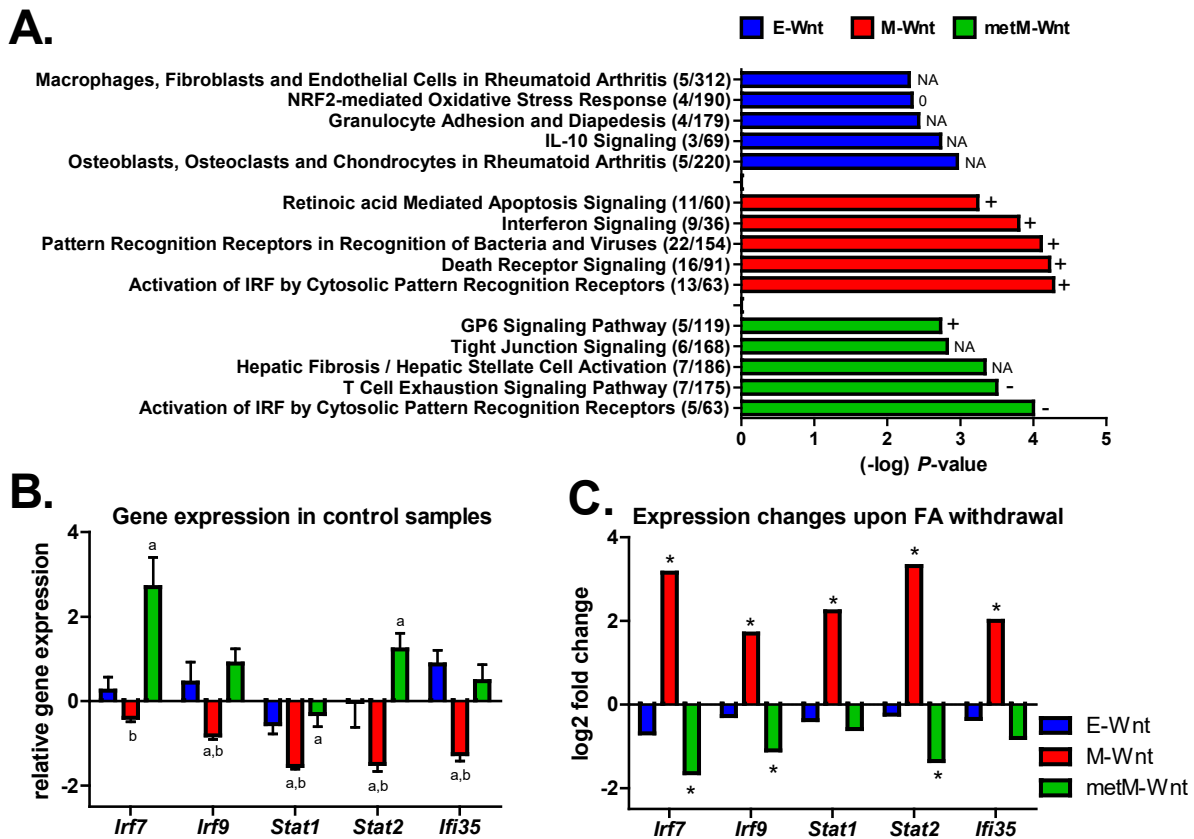 A.
E-Wnt M-Wnt metM-Wnt
Macrophages, Fibroblasts and Endothelial Cells in Rheumatoid Arthritis (5/312) NA
NRF2-mediated Oxidative Stress Response (4/190) 0
Granulocyte Adhesion and Diapedesis (4/179) NA
IL-10 Signaling (3/69) NA
Osteoblasts, Osteoclasts and Chondrocytes in Rheumatoid Arthritis (5/220) NA
Retinoic acid Mediated Apoptosis Signaling (11/60) +
Interferon Signaling (9/36) +
Pattern Recognition Receptors in Recognition of Bacteria and Viruses (22/154) +
Death Receptor Signaling (16/91) +
Activation of IRF by Cytosolic Pattern Recognition Receptors (13/63) +
GP6 Signaling Pathway (5/119) +
Tight Junction Signaling (6/168) NA
Hepatic Fibrosis / Hepatic Stellate Cell Activation (7/186) NA
T Cell Exhaustion Signaling Pathway (7/175) -
Activation of IRF by Cytosolic Pattern Recognition Receptors (5/63) -
0 1 2 3 4 5
(-log) P-value
B.
Gene expression in control samples
relative gene expression
4
2
0
-2
a
b
a,b
a,b
a
a
a,b
a,b
Irf7 Irf9 Stat1 Stat2 Ifi35
C.
Expression changes upon FA withdrawal
log2 fold change
4
2
0
-2
* * * * *
* * *
Irf7 Irf9 Stat1 Stat2 Ifi35
E-Wnt
M-Wnt
metM-Wnt